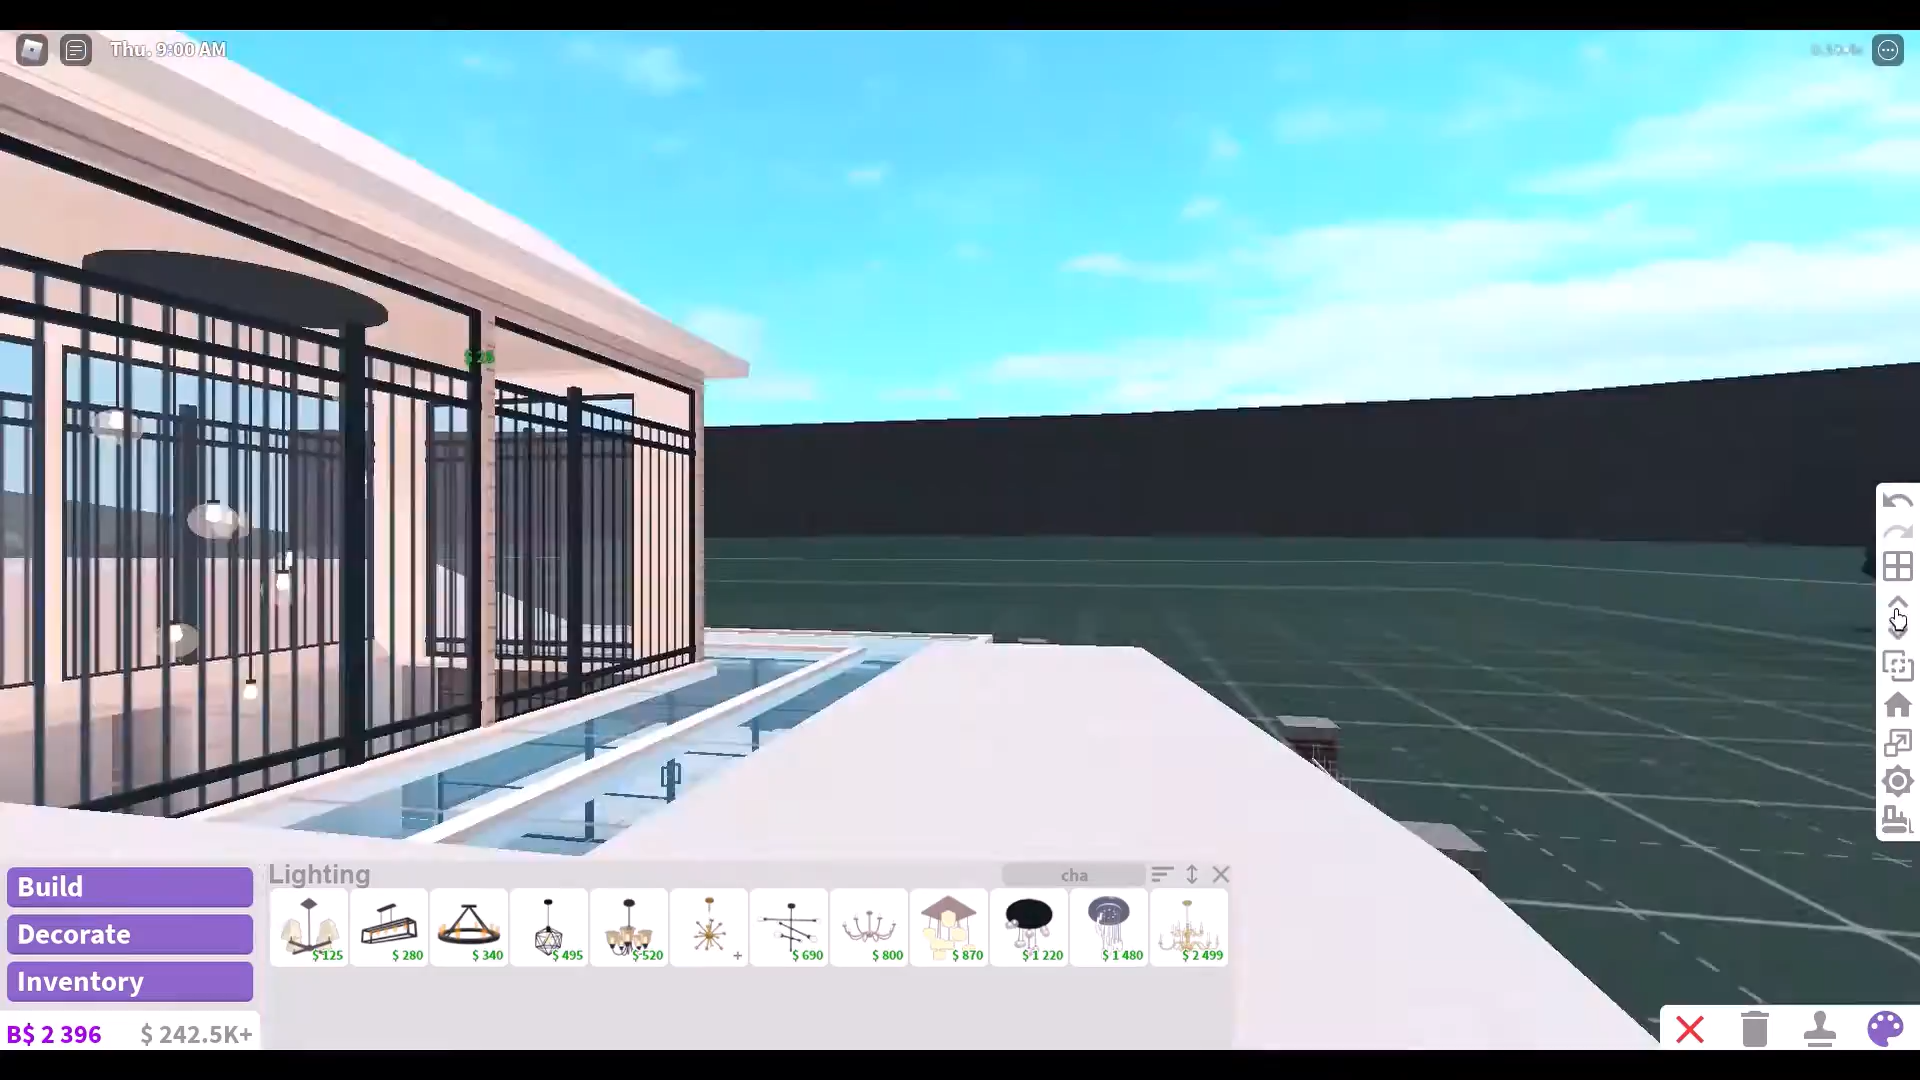 Thu. 9:00 AM
$ 28
Lighting
cha
$ 125
$ 280
$ 340
$ 495
$ 520
+
$ 690
$ 800
$ 870
$ 1 220
$ 1 480
$ 2 499
Build
Decorate
Inventory
B$ 2 396
$ 242.5K+